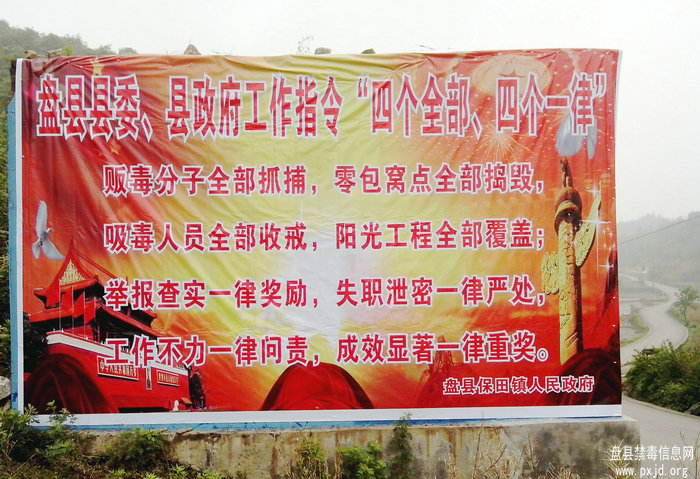 盘县县委、县政府工作指令“四个全部、四个一律”
贩毒分子全部抓捕，零包窝点全部捣毁，
吸毒人员全部收戒，阳光工程全部覆盖；
举报查实一律奖励，失职泄密一律严处，
工作不力一律问责，成效显著一律重奖。
盘县保田镇人民政府
盘县禁毒信息网
www.pxjd.org